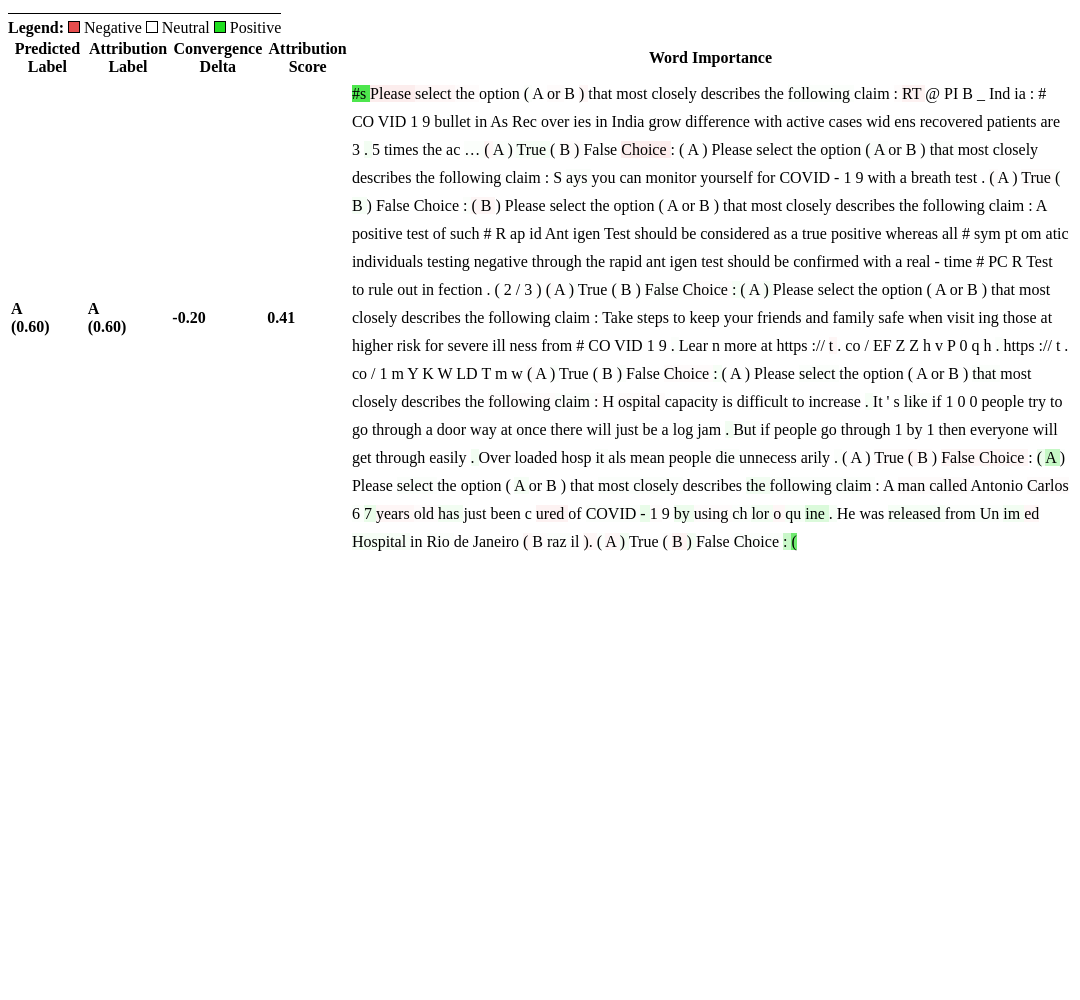 Legend: Negative Neutral Positive
Predicted Label Attribution Label Convergence Delta Attribution Score Word Importance
#s Please select the option ( A or B ) that most closely describes the following claim : RT @ PI B _ Ind ia : #
CO VID 1 9 bullet in As Rec over ies in India grow difference with active cases wid ens recovered patients are
3 . 5 times the ac … ( A ) True ( B ) False Choice : ( A ) Please select the option ( A or B ) that most closely
describes the following claim : S ays you can monitor yourself for COVID - 1 9 with a breath test . ( A ) True (
B ) False Choice : ( B ) Please select the option ( A or B ) that most closely describes the following claim : A
positive test of such # R ap id Ant igen Test should be considered as a true positive whereas all # sym pt om atic
individuals testing negative through the rapid ant igen test should be confirmed with a real - time # PC R Test
to rule out in fection . ( 2 / 3 ) ( A ) True ( B ) False Choice : ( A ) Please select the option ( A or B ) that most
closely describes the following claim : Take steps to keep your friends and family safe when visit ing those at
A (0.60) A (0.60) -0.20 0.41
higher risk for severe ill ness from # CO VID 1 9 . Lear n more at https :// t . co / EF Z Z h v P 0 q h . https :// t .
co / 1 m Y K W LD T m w ( A ) True ( B ) False Choice : ( A ) Please select the option ( A or B ) that most
closely describes the following claim : H ospital capacity is difficult to increase . It ' s like if 1 0 0 people try to
go through a door way at once there will just be a log jam . But if people go through 1 by 1 then everyone will
get through easily . Over loaded hosp it als mean people die unnecess arily . ( A ) True ( B ) False Choice : ( A )
Please select the option ( A or B ) that most closely describes the following claim : A man called Antonio Carlos
6 7 years old has just been c ured of COVID - 1 9 by using ch lor o qu ine . He was released from Un im ed
Hospital in Rio de Janeiro ( B raz il ). ( A ) True ( B ) False Choice : (